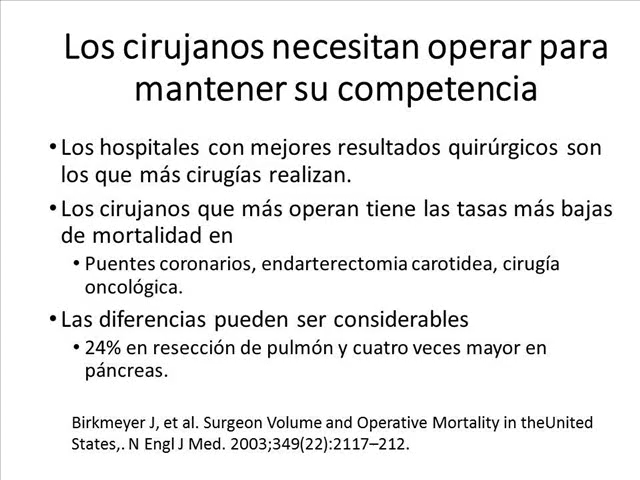 Los cirujanos necesitan operar para
mantener su competencia
• Los hospitales con mejores resultados quirúrgicos son
los que más cirugías realizan.
• Los cirujanos que más operan tiene las tasas más bajas
de mortalidad en
• Puentes coronarios, endarterectomia carotidea, cirugía
oncológica.
• Las diferencias pueden ser considerables
• 24% en resección de pulmón y cuatro veces mayor en
páncreas.
Birkmeyer J, et al. Surgeon Volume and Operative Mortality in theUnited
States,. N Engl J Med. 2003;349(22):2117–212.